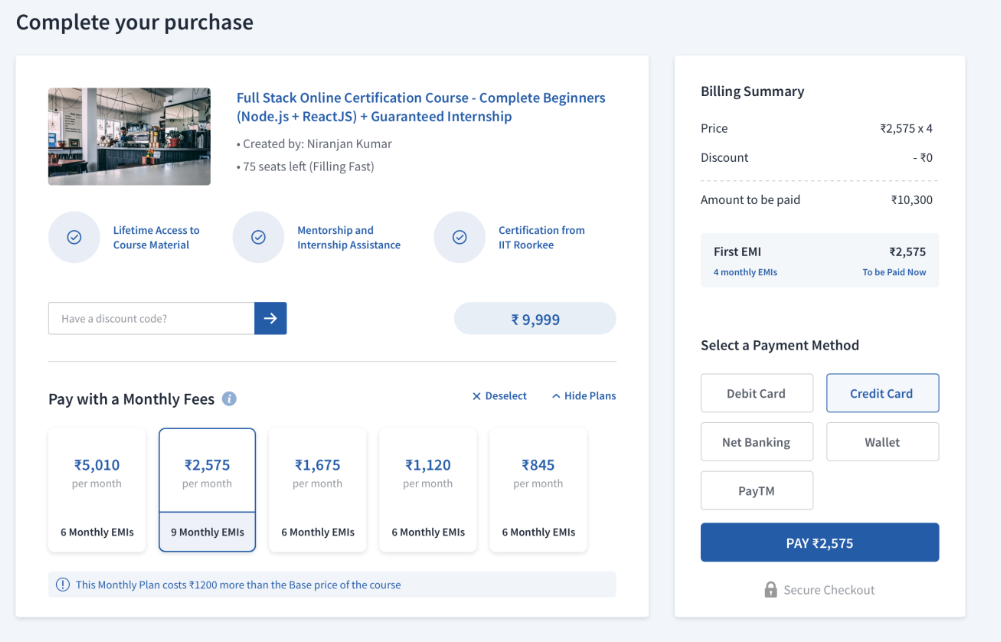 Complete your purchase
Full Stack Online Certification Course - Complete Beginners
(Node.js + ReactJS) + Guaranteed Internship
• Created by: Niranjan Kumar
• 75 seats left (Filling Fast)
Lifetime Access to
Course Material
Mentorship and
Internship Assistance
Certification from
IIT Roorkee
Have a discount code?
₹ 9,999
Pay with a Monthly Fees
Deselect
Hide Plans
₹5,010
per month
6 Monthly EMIs
₹2,575
per month
9 Monthly EMIs
₹1,675
per month
6 Monthly EMIs
₹1,120
per month
6 Monthly EMIs
₹845
per month
6 Monthly EMIs
This Monthly Plan costs ₹1200 more than the Base price of the course
Billing Summary
Price ₹2,575 x 4
Discount - ₹0
Amount to be paid ₹10,300
First EMI ₹2,575
4 monthly EMIs To be Paid Now
Select a Payment Method
Debit Card Credit Card
Net Banking Wallet
PayTM
PAY ₹2,575
Secure Checkout